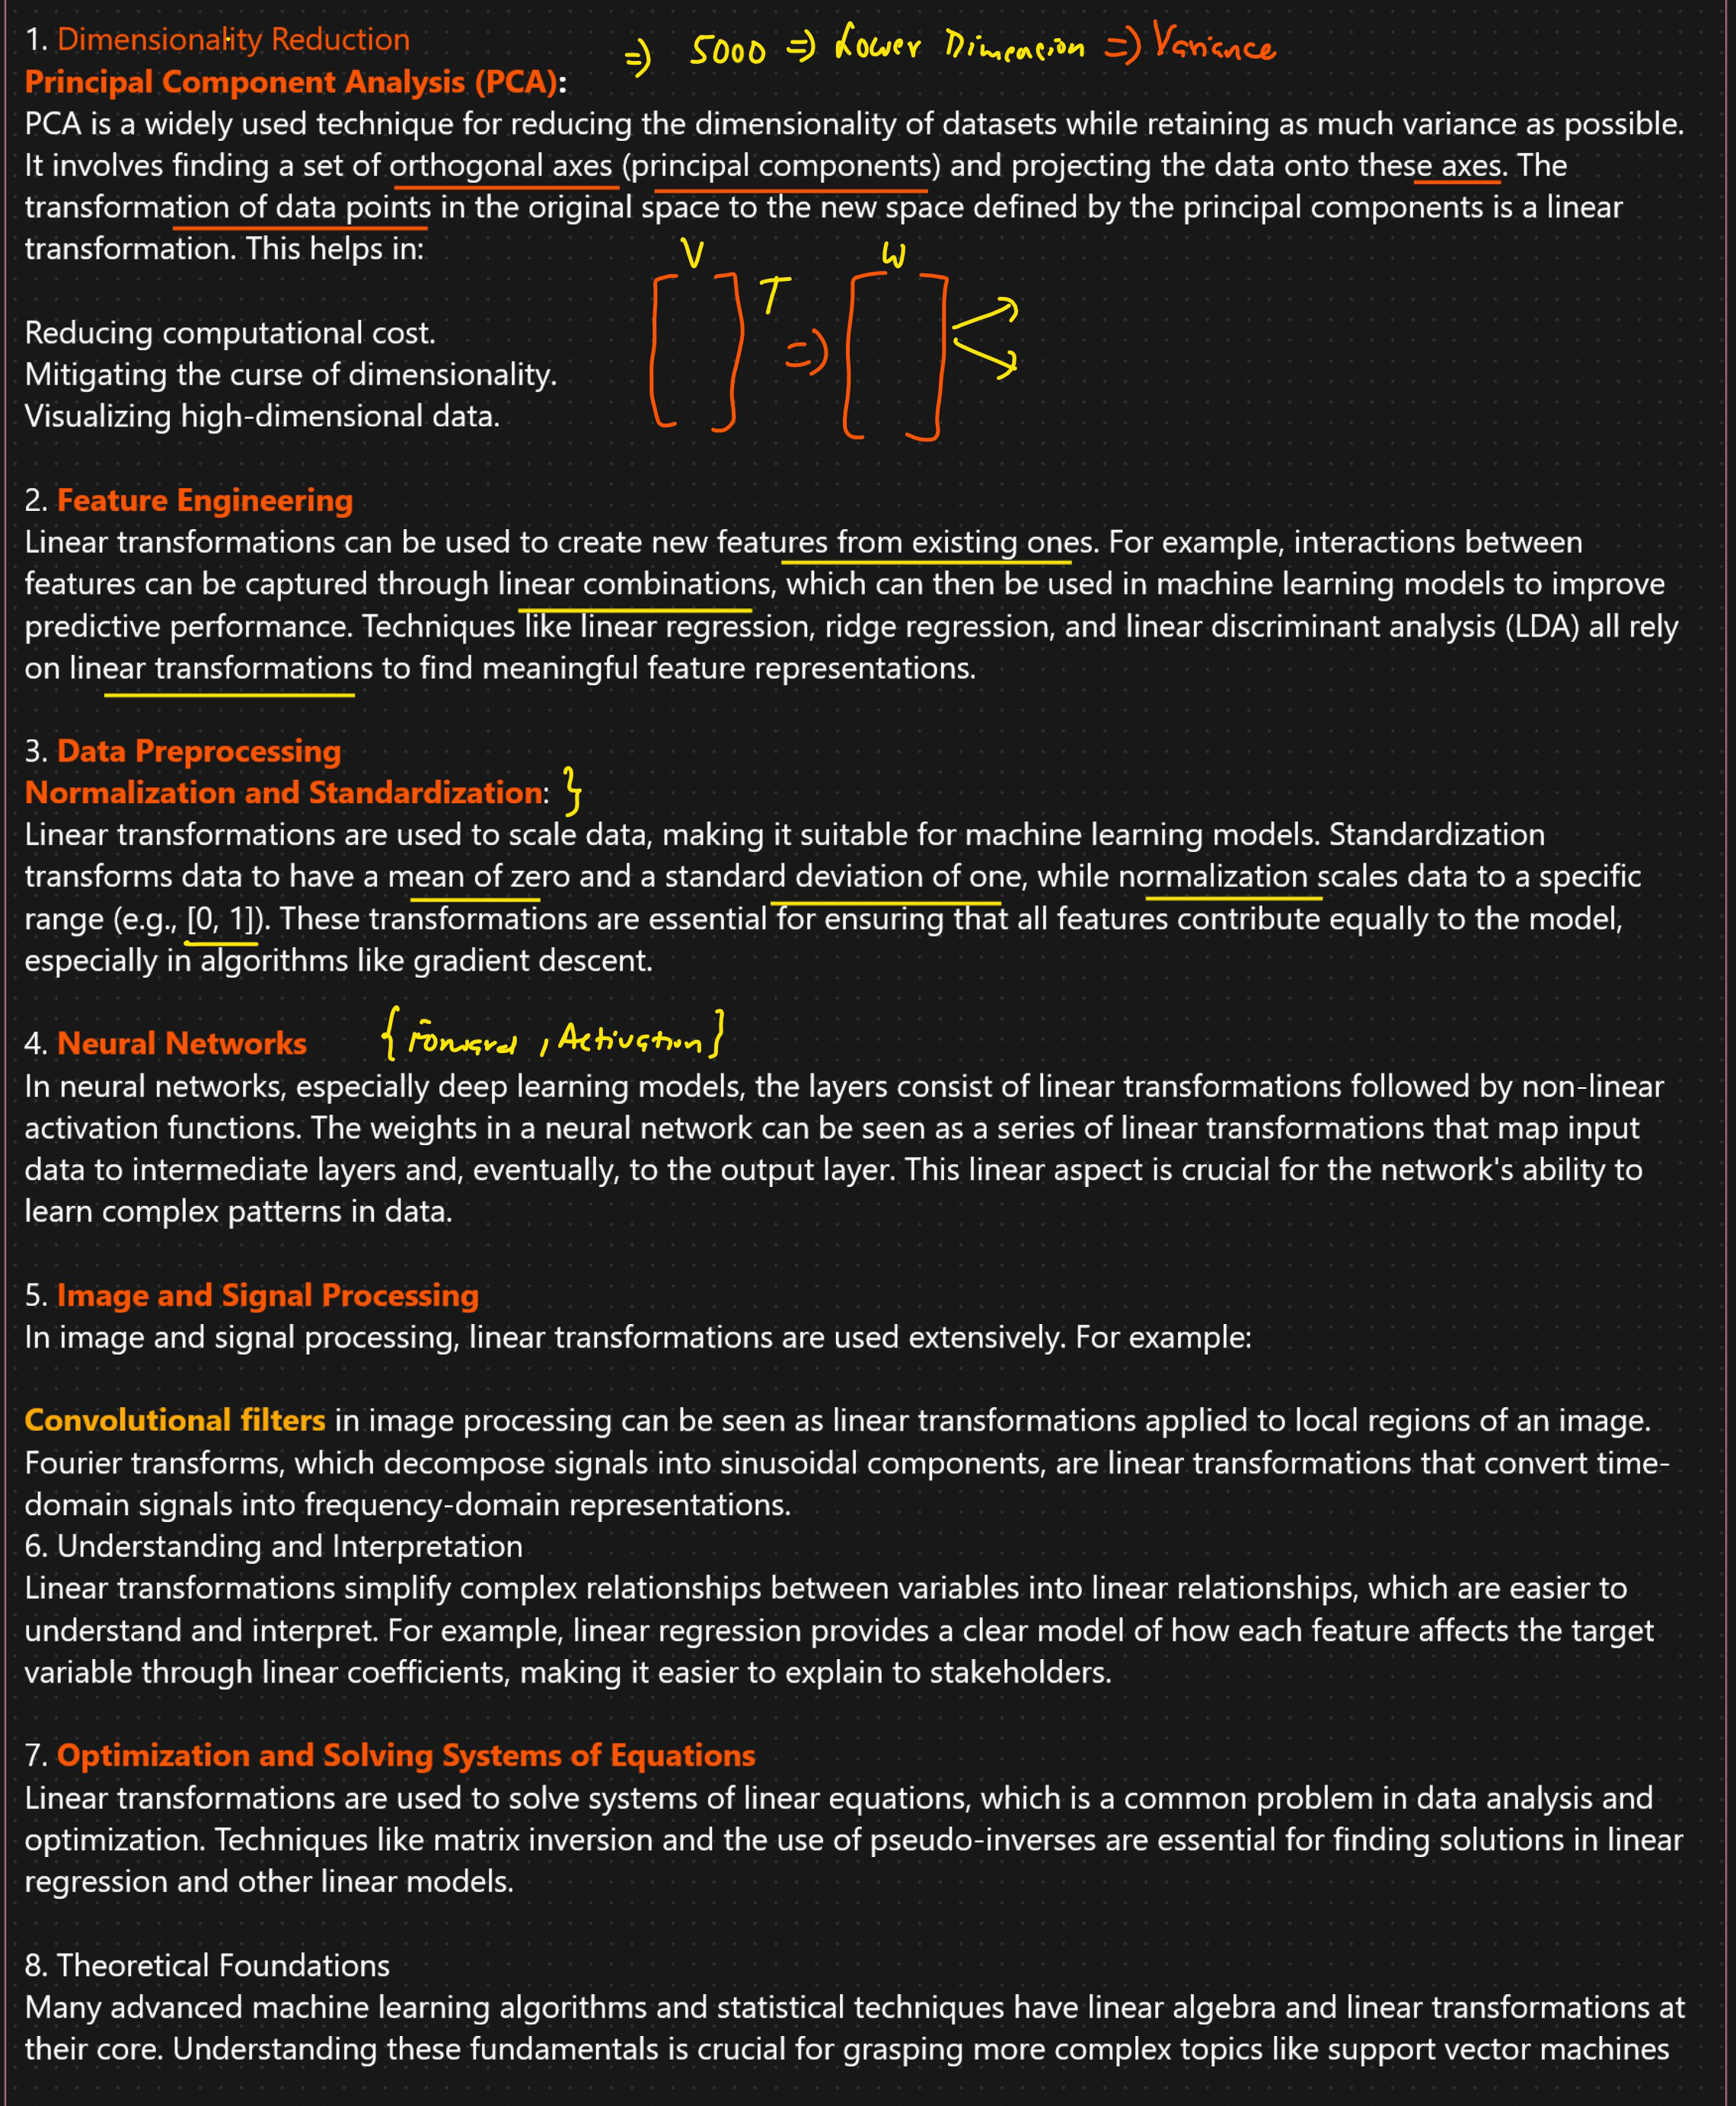 1. Dimensionality Reduction
⇒ 5000 ⇒ Lower Dimension ⇒ Variance
Principal Component Analysis (PCA):
PCA is a widely used technique for reducing the dimensionality of datasets while retaining as much variance as possible.
It involves finding a set of orthogonal axes (principal components) and projecting the data onto these axes. The
transformation of data points in the original space to the new space defined by the principal components is a linear
transformation. This helps in:
V T ⇒ W
Reducing computational cost.
Mitigating the curse of dimensionality.
Visualizing high-dimensional data.
2. Feature Engineering
Linear transformations can be used to create new features from existing ones. For example, interactions between
features can be captured through linear combinations, which can then be used in machine learning models to improve
predictive performance. Techniques like linear regression, ridge regression, and linear discriminant analysis (LDA) all rely
on linear transformations to find meaningful feature representations.
3. Data Preprocessing
Normalization and Standardization: }
Linear transformations are used to scale data, making it suitable for machine learning models. Standardization
transforms data to have a mean of zero and a standard deviation of one, while normalization scales data to a specific
range (e.g., [0, 1]). These transformations are essential for ensuring that all features contribute equally to the model,
especially in algorithms like gradient descent.
4. Neural Networks {Forward, Activation}
In neural networks, especially deep learning models, the layers consist of linear transformations followed by non-linear
activation functions. The weights in a neural network can be seen as a series of linear transformations that map input
data to intermediate layers and, eventually, to the output layer. This linear aspect is crucial for the network's ability to
learn complex patterns in data.
5. Image and Signal Processing
In image and signal processing, linear transformations are used extensively. For example:
Convolutional filters in image processing can be seen as linear transformations applied to local regions of an image.
Fourier transforms, which decompose signals into sinusoidal components, are linear transformations that convert time-
domain signals into frequency-domain representations.
6. Understanding and Interpretation
Linear transformations simplify complex relationships between variables into linear relationships, which are easier to
understand and interpret. For example, linear regression provides a clear model of how each feature affects the target
variable through linear coefficients, making it easier to explain to stakeholders.
7. Optimization and Solving Systems of Equations
Linear transformations are used to solve systems of linear equations, which is a common problem in data analysis and
optimization. Techniques like matrix inversion and the use of pseudo-inverses are essential for finding solutions in linear
regression and other linear models.
8. Theoretical Foundations
Many advanced machine learning algorithms and statistical techniques have linear algebra and linear transformations at
their core. Understanding these fundamentals is crucial for grasping more complex topics like support vector machines